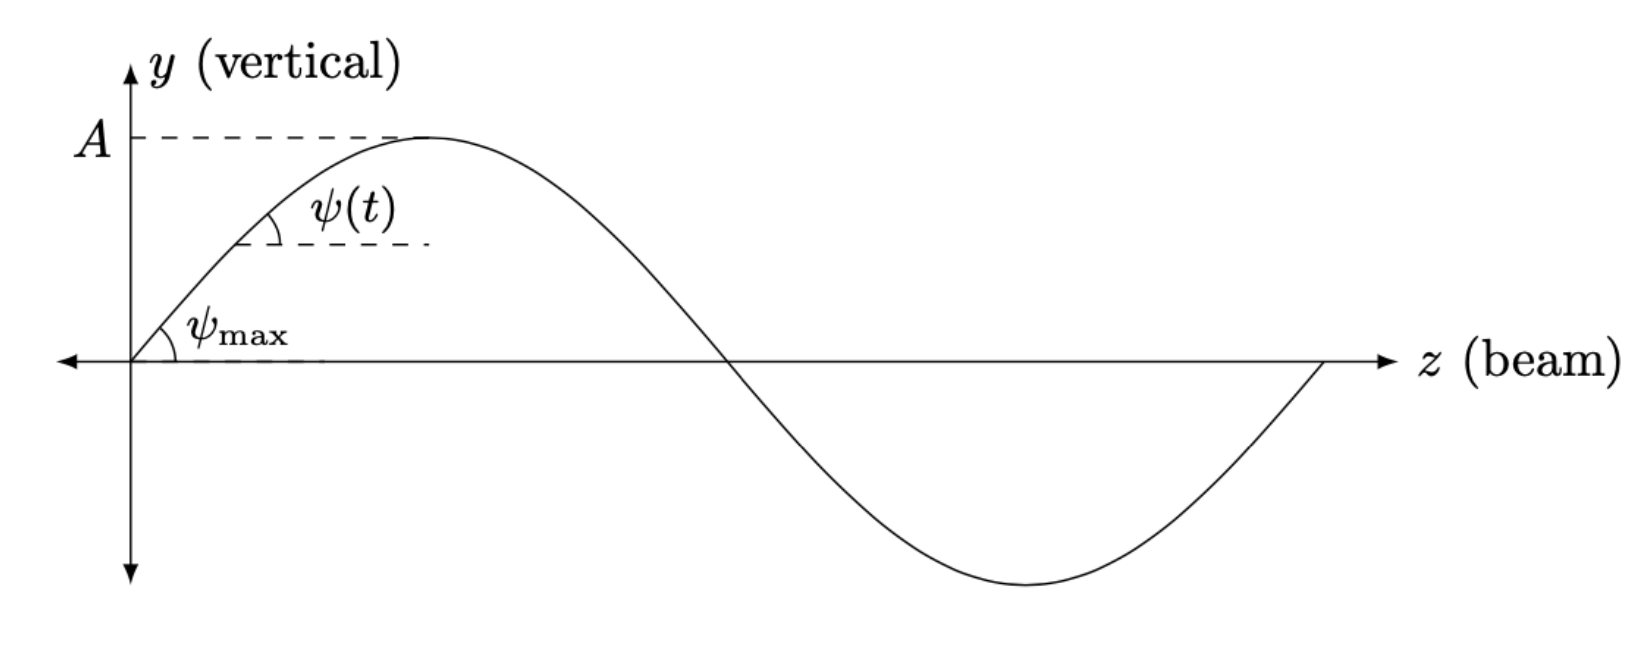 y (vertical)
A
ψ(t)
ψmax
z (beam)